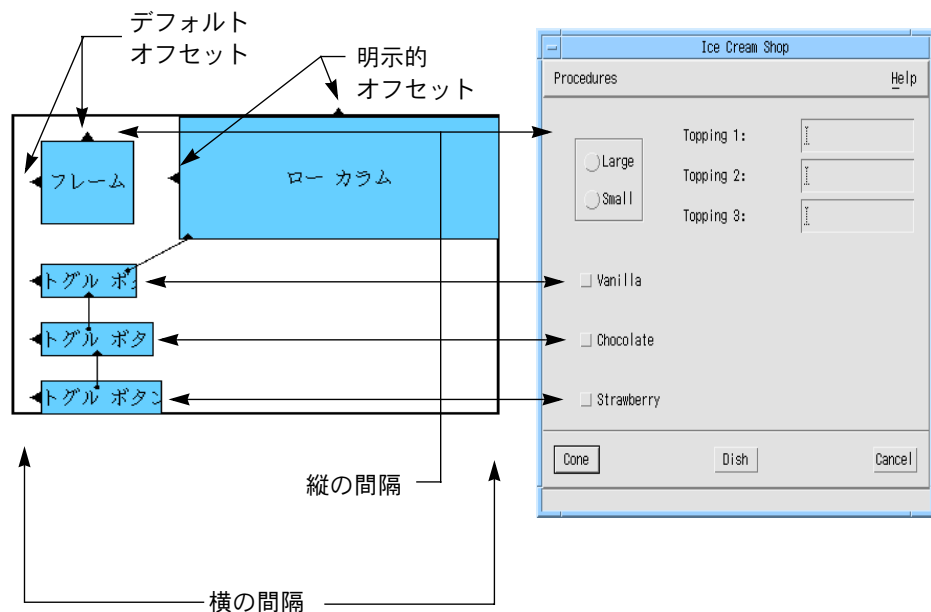 デフォルト
オフセット
明示的
オフセット
フレーム
ロー カラム
トグル ボタ
トグル ボタ
トグル ボタン
縦の間隔
横の間隔
Ice Cream Shop
Procedures Help
Large
Small
Topping 1:
Topping 2:
Topping 3:
Vanilla
Chocolate
Strawberry
Cone Dish Cancel